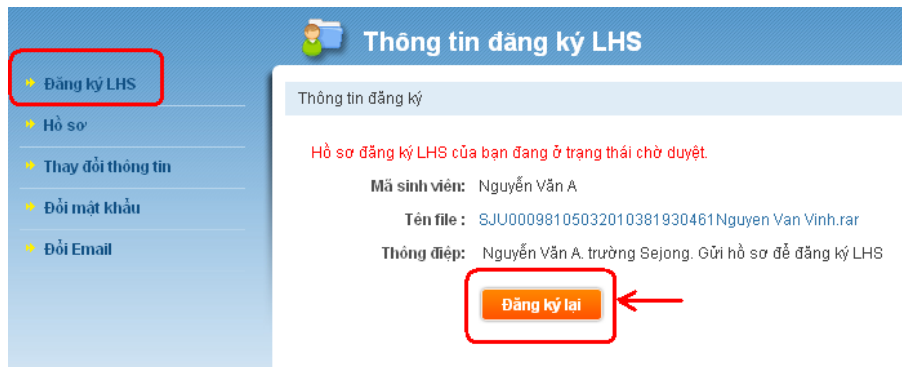 Thông tin đăng ký LHS
Đăng ký LHS
Hồ sơ
Thay đổi thông tin
Đổi mật khẩu
Đổi Email
Thông tin đăng ký
Hồ sơ đăng ký LHS của bạn đang ở trạng thái chờ duyệt.
Mã sinh viên: Nguyễn Văn A
Tên file : SJU00098105032010381930461Nguyen Van Vinh.rar
Thông điệp: Nguyễn Văn A. trường Sejong. Gửi hồ sơ để đăng ký LHS
Đăng ký lại